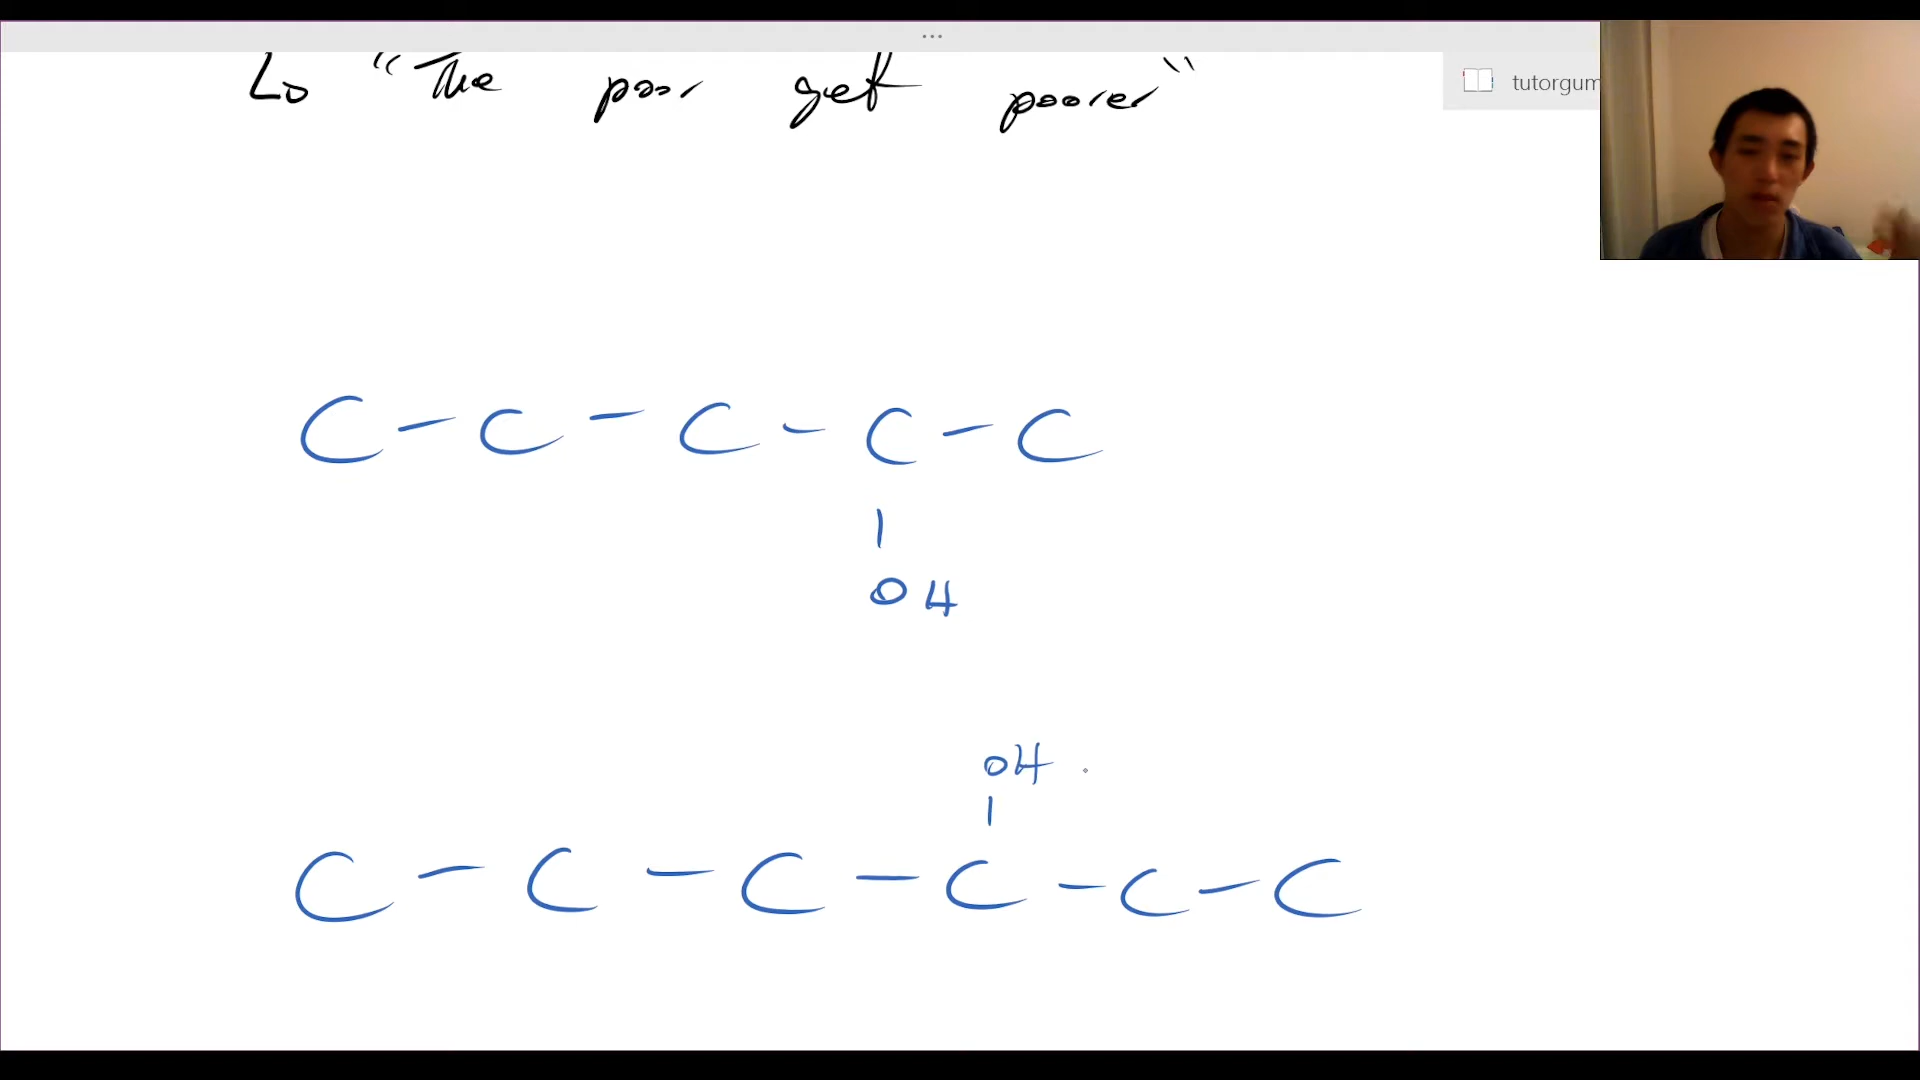 ...
Lo "The poor get poorer"
tutorgum
C - C - C - C - C
|
OH
OH
|
C - C - C - C - C - C